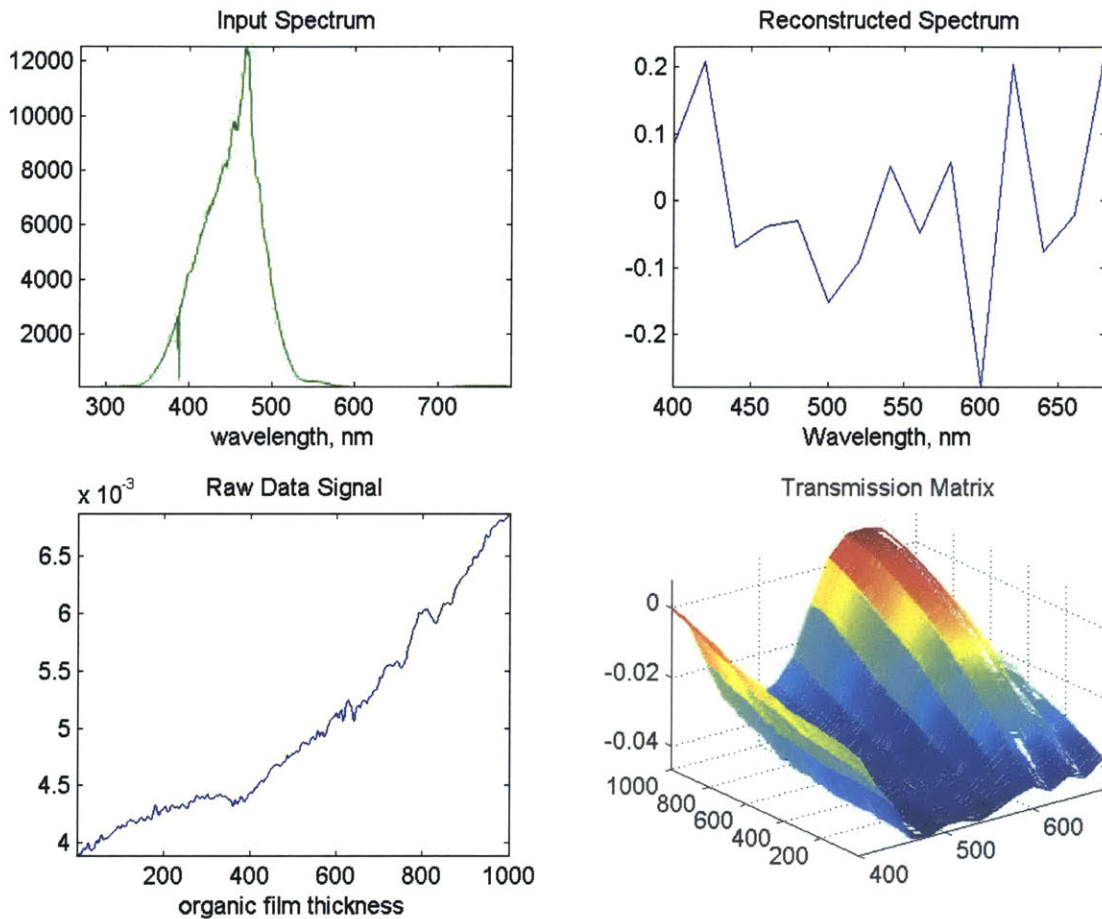 Input Spectrum
12000
10000
8000
6000
4000
2000
300 400 500 600 700
wavelength, nm
Reconstructed Spectrum
0.2
0.1
0
-0.1
-0.2
400 450 500 550 600 650
Wavelength, nm
Raw Data Signal
x 10-3
6.5
6
5.5
5
4.5
4
200 400 600 800 1000
organic film thickness
Transmission Matrix
0
-0.02
-0.04
1000
800
600
400
200
400
500
600